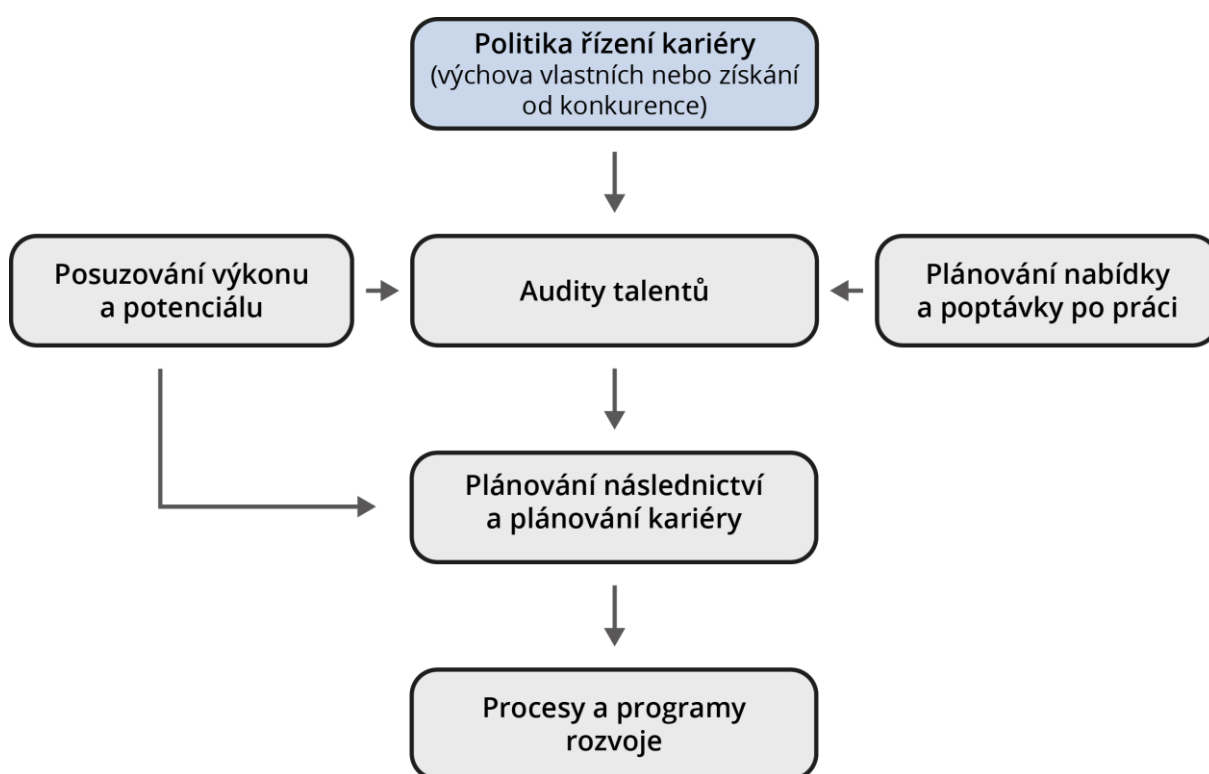 Politika řízení kariéry
(výchova vlastních nebo získání
od konkurence)
Posuzování výkonu
a potenciálu
Audity talentů
Plánování nabídky
a poptávky po práci
Plánování následnictví
a plánování kariéry
Procesy a programy
rozvoje